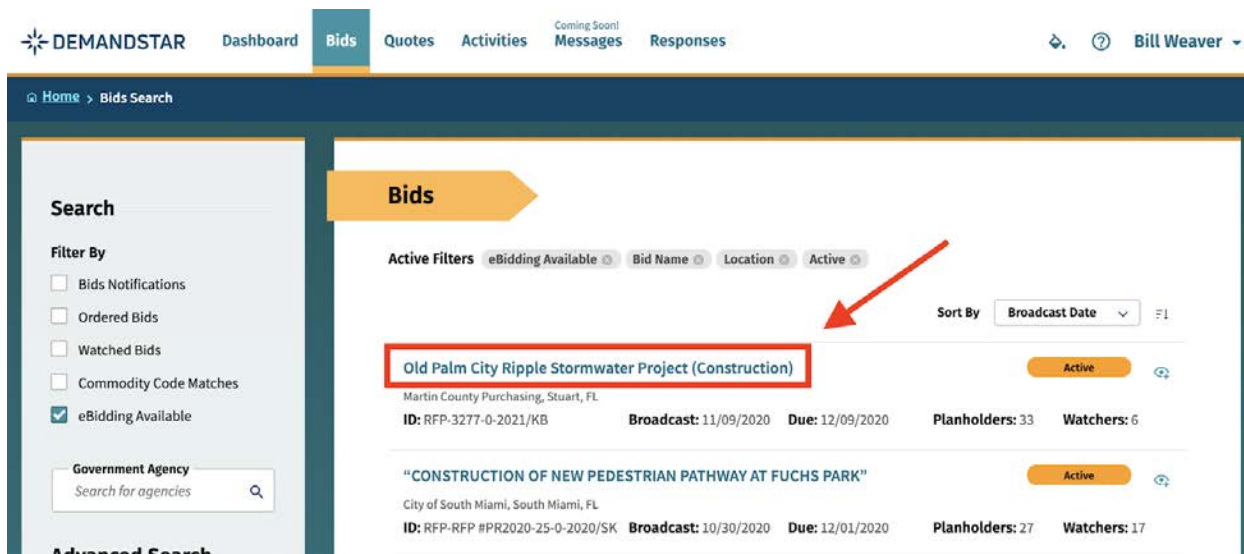 Coming Soon!
DEMANDSTAR Dashboard Bids Quotes Activities Messages Responses Bill Weaver
Home > Bids Search
Search
Filter By
Bids Notifications
Ordered Bids
Watched Bids
Commodity Code Matches
eBidding Available
Government Agency
Search for agencies
Advanced Search
Bids
Active Filters eBidding Available Bid Name Location Active
Sort By Broadcast Date
Old Palm City Ripple Stormwater Project (Construction) Active
Martin County Purchasing, Stuart, FL
ID: RFP-3277-0-2021/KB Broadcast: 11/09/2020 Due: 12/09/2020 Planholders: 33 Watchers: 6
“CONSTRUCTION OF NEW PEDESTRIAN PATHWAY AT FUCHS PARK” Active
City of South Miami, South Miami, FL
ID: RFP-RFP #PR2020-25-0-2020/SK Broadcast: 10/30/2020 Due: 12/01/2020 Planholders: 27 Watchers: 17